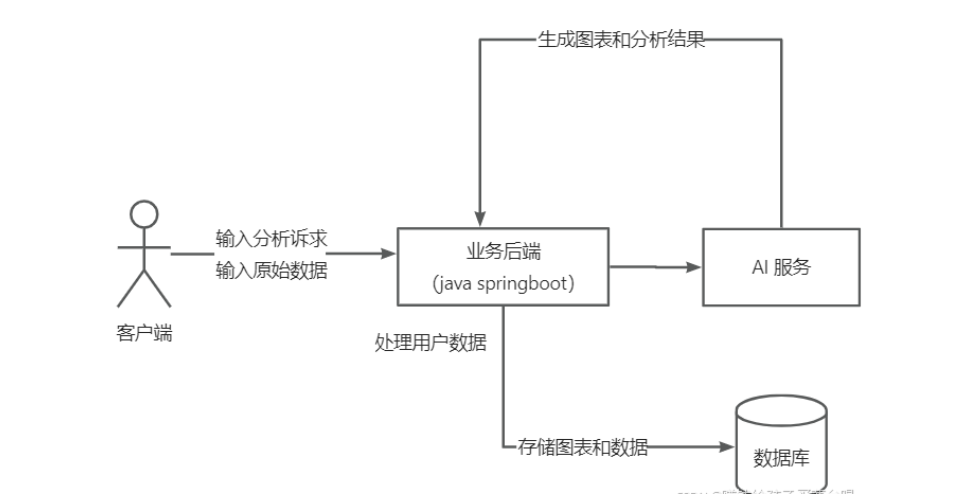 生成图表和分析结果
输入分析诉求
输入原始数据
业务后端
（java springboot）
AI 服务
客户端
处理用户数据
存储图表和数据
数据库